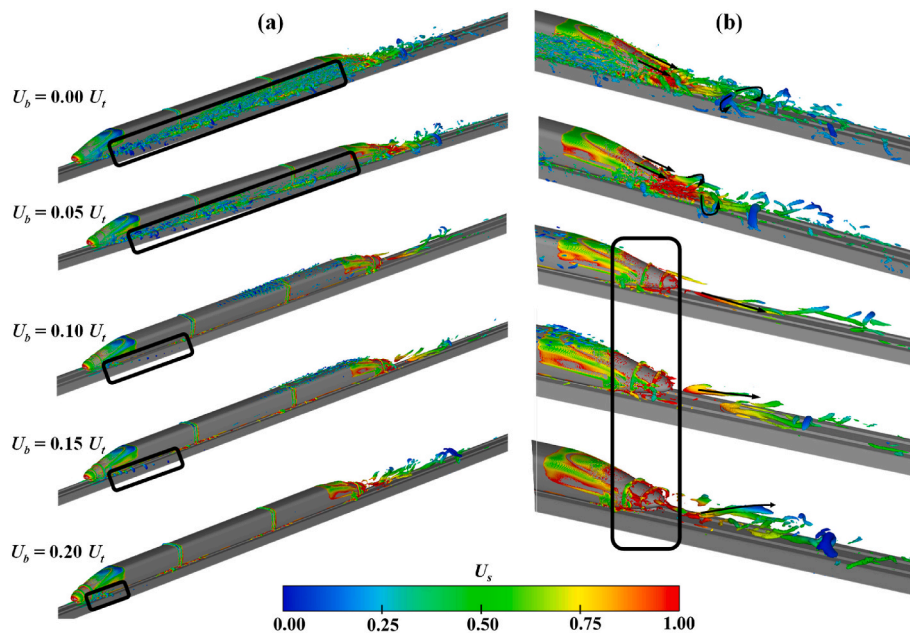 (a) (b)
U_b = 0.00 U_t
U_b = 0.05 U_t
U_b = 0.10 U_t
U_b = 0.15 U_t
U_b = 0.20 U_t
U_s
0.00 0.25 0.50 0.75 1.00